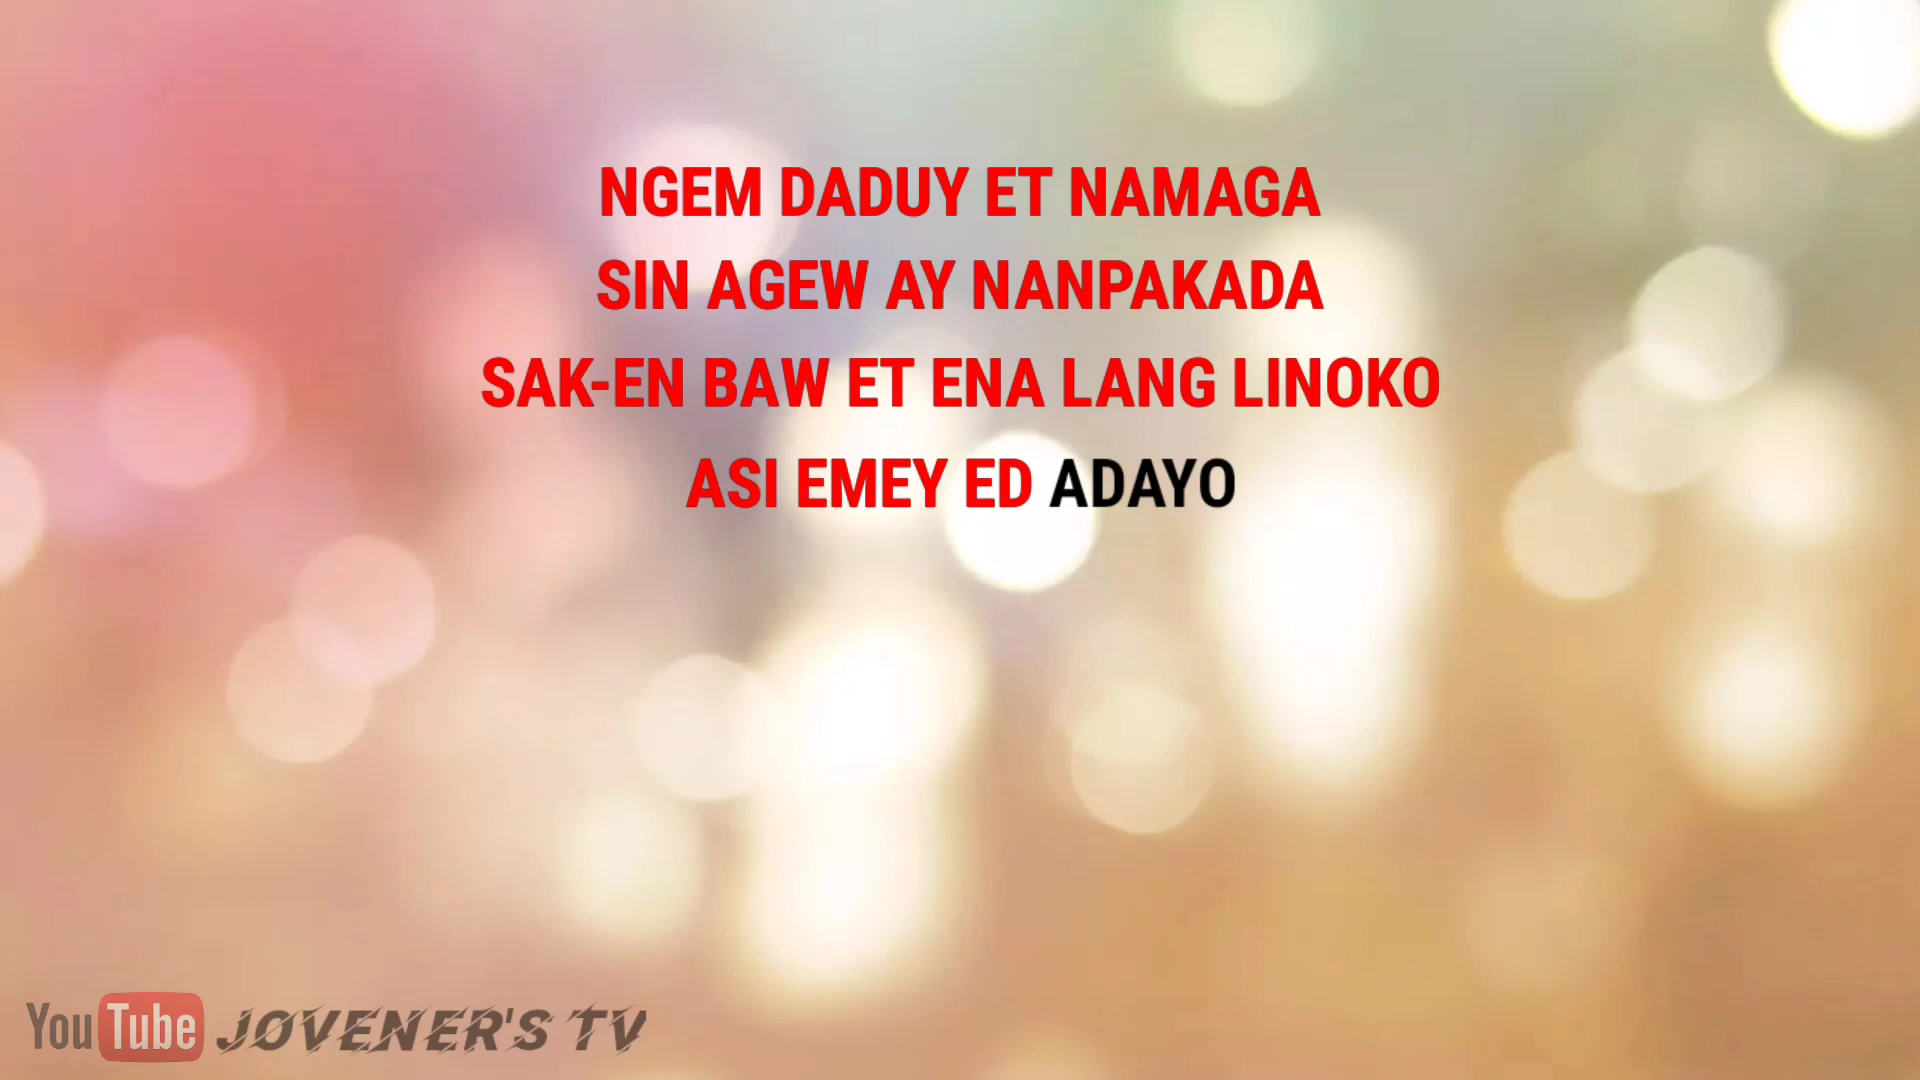 NGEM DADUY ET NAMAGA
SIN AGEW AY NANPAKADA
SAK-EN BAW ET ENA LANG LINOKO
ASI EMEY ED ADAYO
YouTube JOVENER'S TV